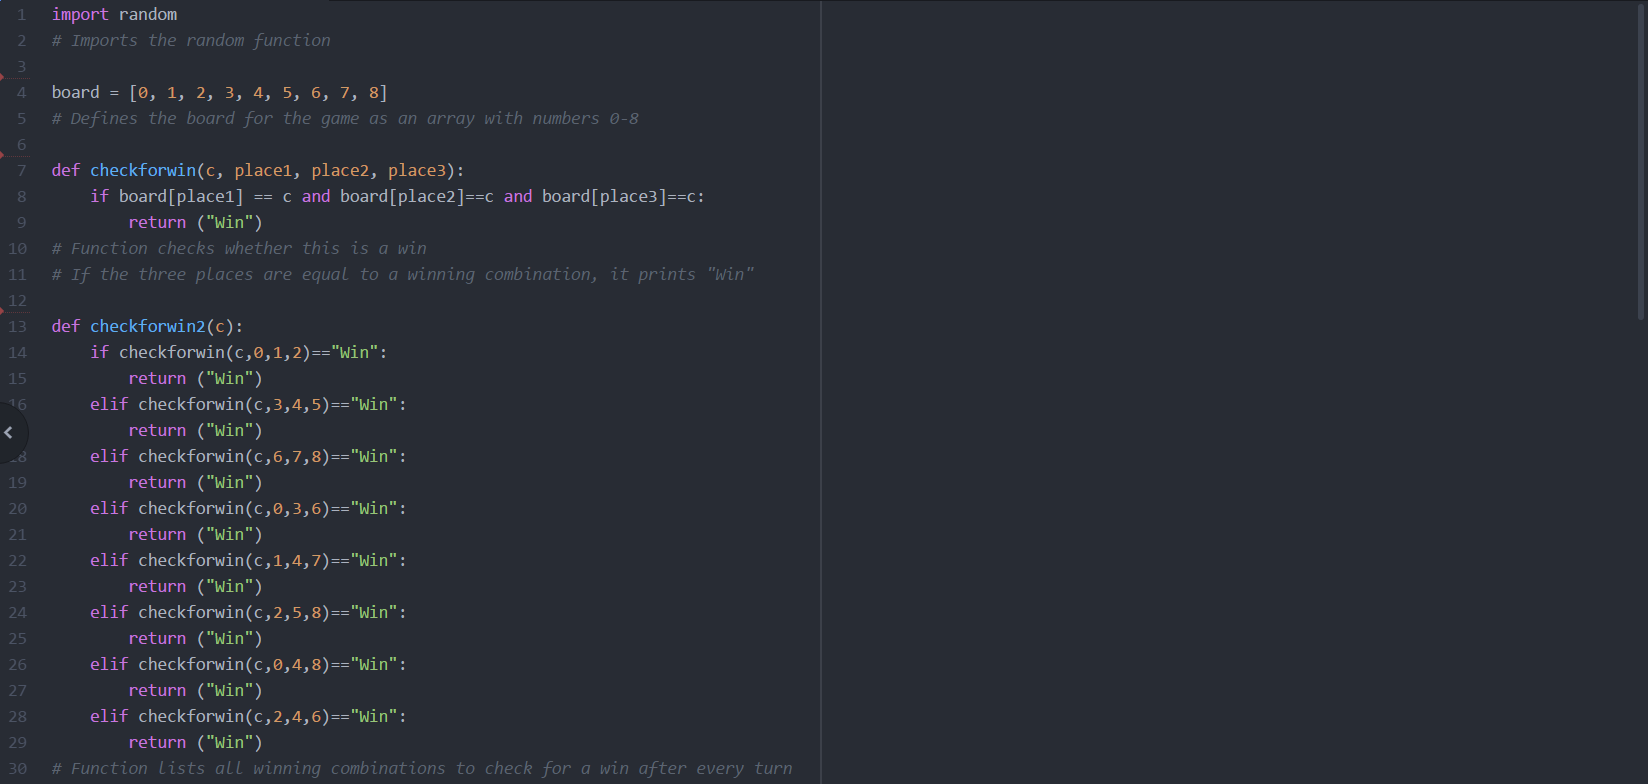 1 import random
2 # Imports the random function
3
4 board = [0, 1, 2, 3, 4, 5, 6, 7, 8]
5 # Defines the board for the game as an array with numbers 0-8
6
7 def checkforwin(c, place1, place2, place3):
8     if board[place1] == c and board[place2]==c and board[place3]==c:
9         return ("Win")
10 # Function checks whether this is a win
11 # If the three places are equal to a winning combination, it prints "Win"
12
13 def checkforwin2(c):
14     if checkforwin(c,0,1,2)=="Win":
15         return ("Win")
16     elif checkforwin(c,3,4,5)=="Win":
        return ("Win")
18     elif checkforwin(c,6,7,8)=="Win":
19         return ("Win")
20     elif checkforwin(c,0,3,6)=="Win":
21         return ("Win")
22     elif checkforwin(c,1,4,7)=="Win":
23         return ("Win")
24     elif checkforwin(c,2,5,8)=="Win":
25         return ("Win")
26     elif checkforwin(c,0,4,8)=="Win":
27         return ("Win")
28     elif checkforwin(c,2,4,6)=="Win":
29         return ("Win")
30 # Function lists all winning combinations to check for a win after every turn